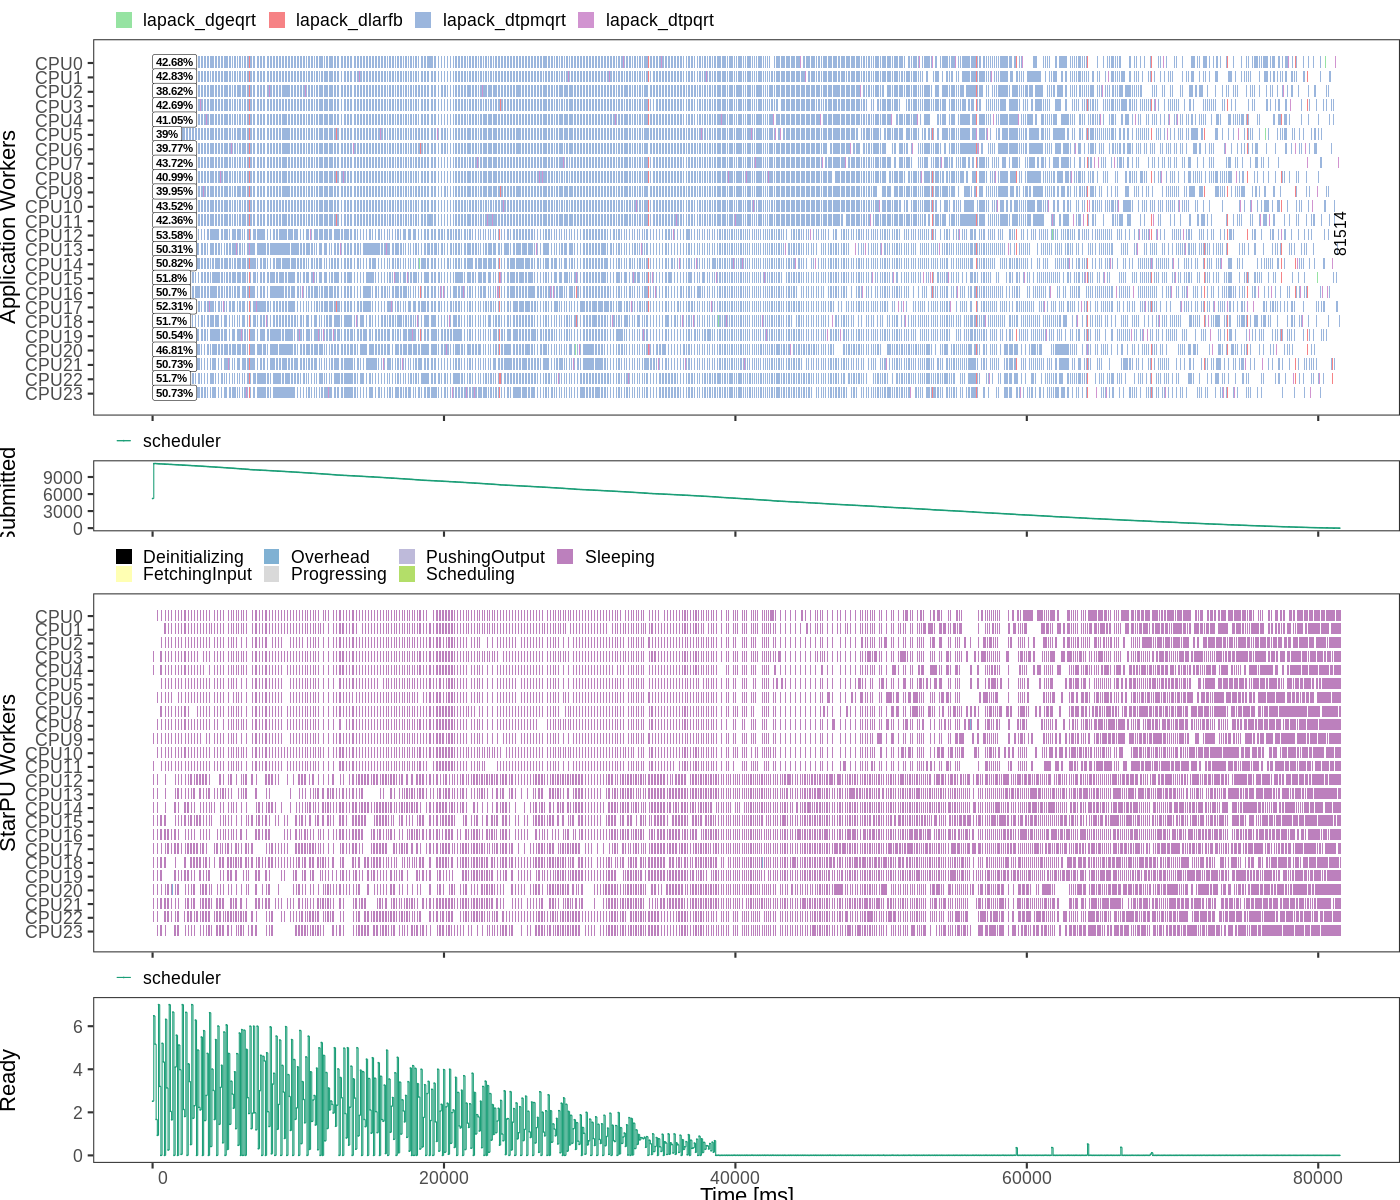 lapack_dgeqrt lapack_dlarfb lapack_dtpmqrt lapack_dtpqrt
Application Workers
CPU0 42.68%
CPU1 42.83%
CPU2 38.62%
CPU3 42.69%
CPU4 41.05%
CPU5 39%
CPU6 39.77%
CPU7 43.72%
CPU8 40.99%
CPU9 39.95%
CPU10 43.52%
CPU11 42.36%
CPU12 53.58%
CPU13 50.31%
CPU14 50.82%
CPU15 51.8%
CPU16 50.7%
CPU17 52.31%
CPU18 51.7%
CPU19 50.54%
CPU20 46.81%
CPU21 50.73%
CPU22 51.7%
CPU23 50.73%
81514
scheduler
Submitted
9000
6000
3000
0
Deinitializing Overhead PushingOutput Sleeping
FetchingInput Progressing Scheduling
StarPU Workers
CPU0
CPU1
CPU2
CPU3
CPU4
CPU5
CPU6
CPU7
CPU8
CPU9
CPU10
CPU11
CPU12
CPU13
CPU14
CPU15
CPU16
CPU17
CPU18
CPU19
CPU20
CPU21
CPU22
CPU23
scheduler
Ready
6
4
2
0
0 20000 40000 60000 80000
Time [ms]